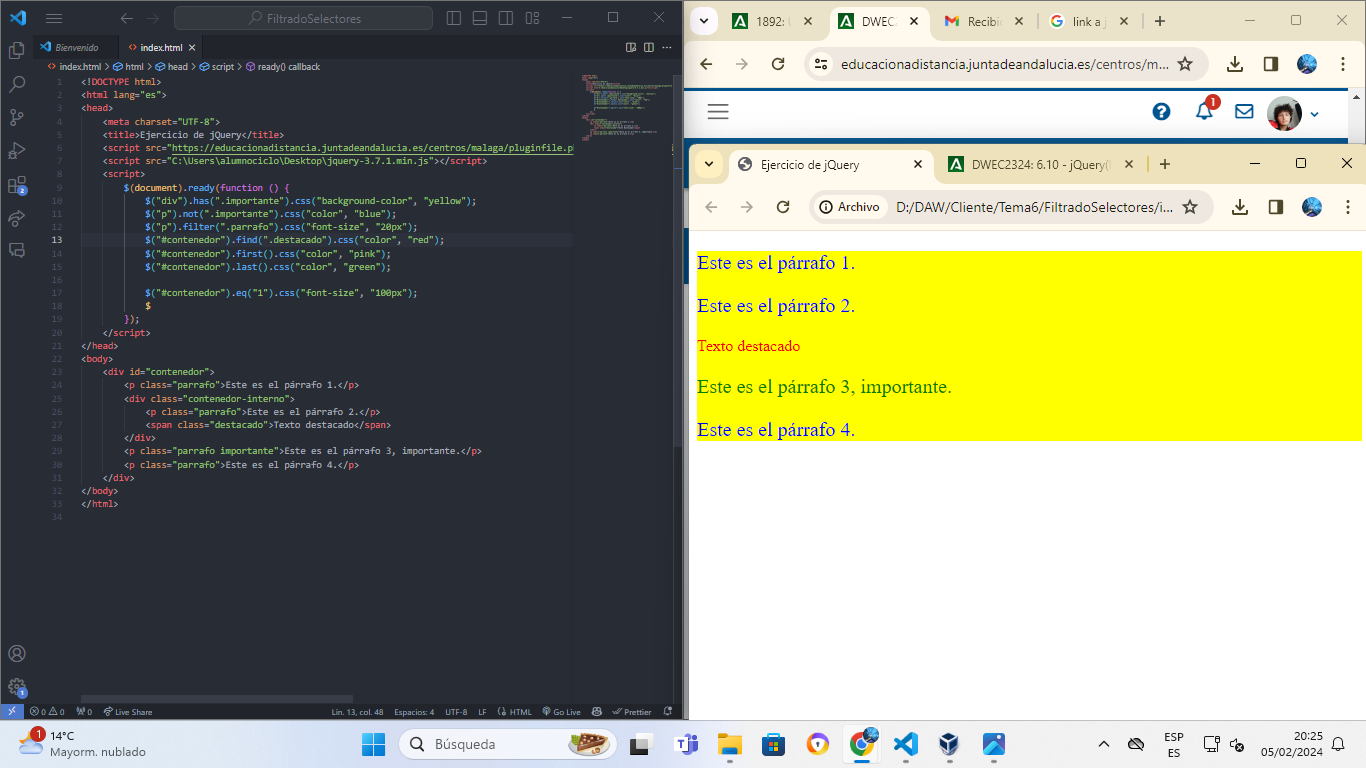 FiltradoSelectores
Bienvenido
index.html
index.html > html > head > script > ready() callback
1 <!DOCTYPE html>
2 <html lang="es">
3 <head>
4 <meta charset="UTF-8">
5 <title>Ejercicio de jQuery</title>
6 <script src="https://educacionadistancia.juntadeandalucia.es/centros/malaga/pluginfile.p
7 <script src="C:\Users\alumnociclo\Desktop\jquery-3.7.1.min.js"></script>
8 <script>
9 $(document).ready(function () {
10 $("div").has(".importante").css("background-color", "yellow");
11 $("p").not(".importante").css("color", "blue");
12 $("p").filter(".parrafo").css("font-size", "20px");
13 $("#contenedor").find(".destacado").css("color", "red");
14 $("#contenedor").first().css("color", "pink");
15 $("#contenedor").last().css("color", "green");
16
17 $("#contenedor").eq("1").css("font-size", "100px");
18 $
19 });
20 </script>
21 </head>
22 <body>
23 <div id="contenedor">
24 <p class="parrafo">Este es el párrafo 1.</p>
25 <div class="contenedor-interno">
26 <p class="parrafo">Este es el párrafo 2.</p>
27 <span class="destacado">Texto destacado</span>
28 </div>
29 <p class="parrafo importante">Este es el párrafo 3, importante.</p>
30 <p class="parrafo">Este es el párrafo 4.</p>
31 </div>
32 </body>
33 </html>
34
2
1
0 0 0 Live Share Lín. 13, col. 48 Espacios: 4 UTF-8 LF HTML Go Live Prettier
1892: DWEC2 Recibi link a j
educacionadistancia.juntadeandalucia.es/centros/m...
1
Ejercicio de jQuery DWEC2324: 6.10 - jQuery(
Archivo D:/DAW/Cliente/Tema6/FiltradoSelectores/i...
Este es el párrafo 1.
Este es el párrafo 2.
Texto destacado
Este es el párrafo 3, importante.
Este es el párrafo 4.
1 14°C
Mayorm. nublado
Búsqueda
ESP
ES
20:25
05/02/2024